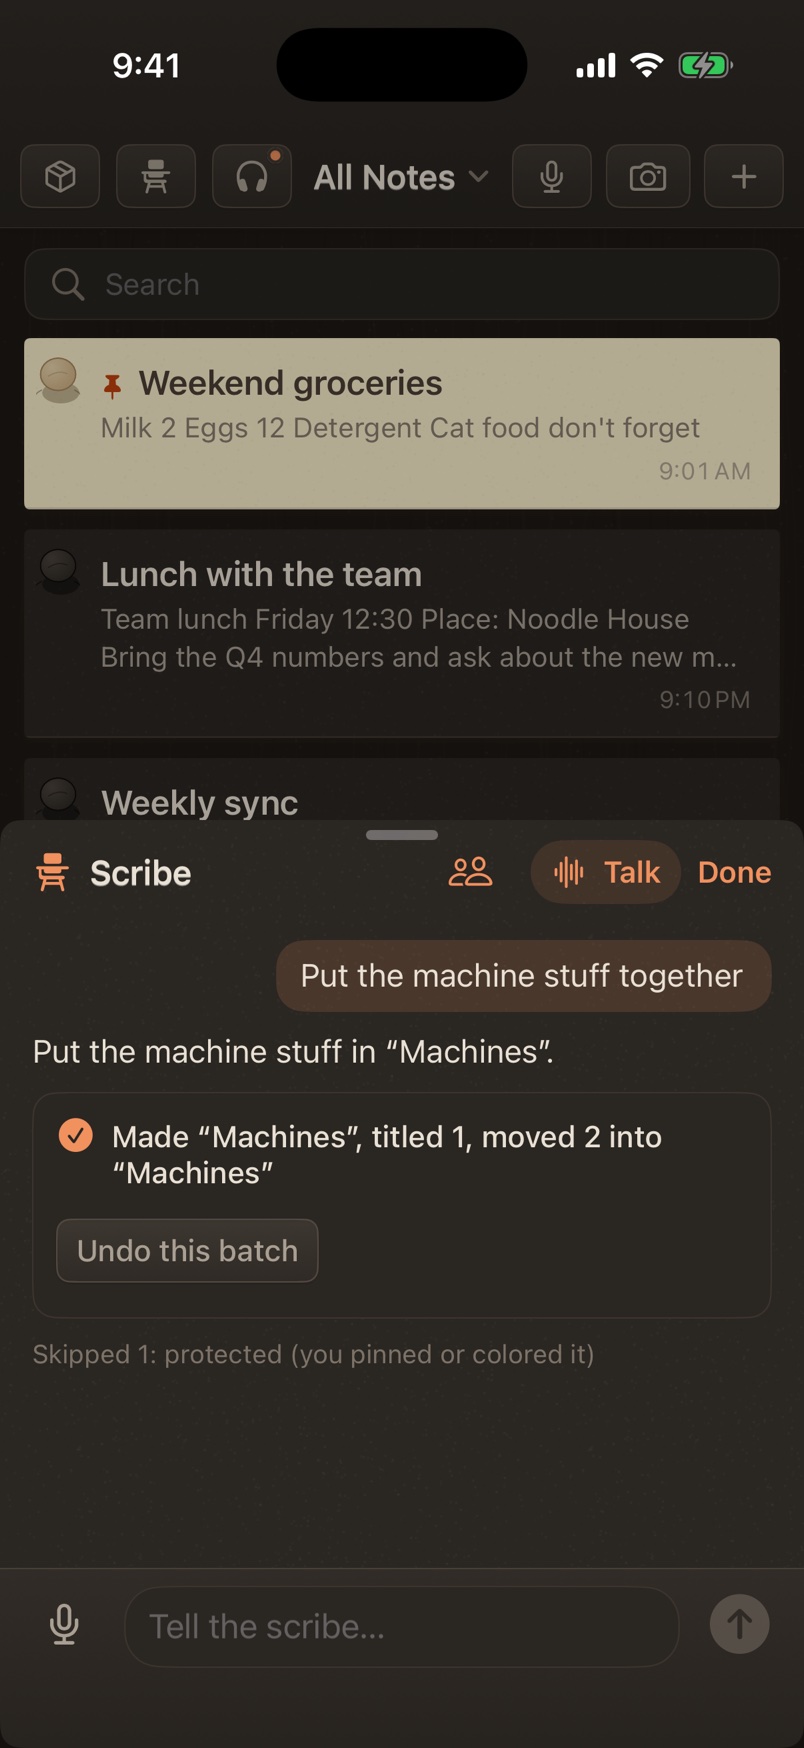 9:41
All Notes
Search
Weekend groceries
Milk 2 Eggs 12 Detergent Cat food don't forget
9:01 AM
Lunch with the team
Team lunch Friday 12:30 Place: Noodle House
Bring the Q4 numbers and ask about the new m...
9:10 PM
Weekly sync
Scribe
Talk
Done
Put the machine stuff together
Put the machine stuff in “Machines”.
Made “Machines”, titled 1, moved 2 into
“Machines”
Undo this batch
Skipped 1: protected (you pinned or colored it)
Tell the scribe...